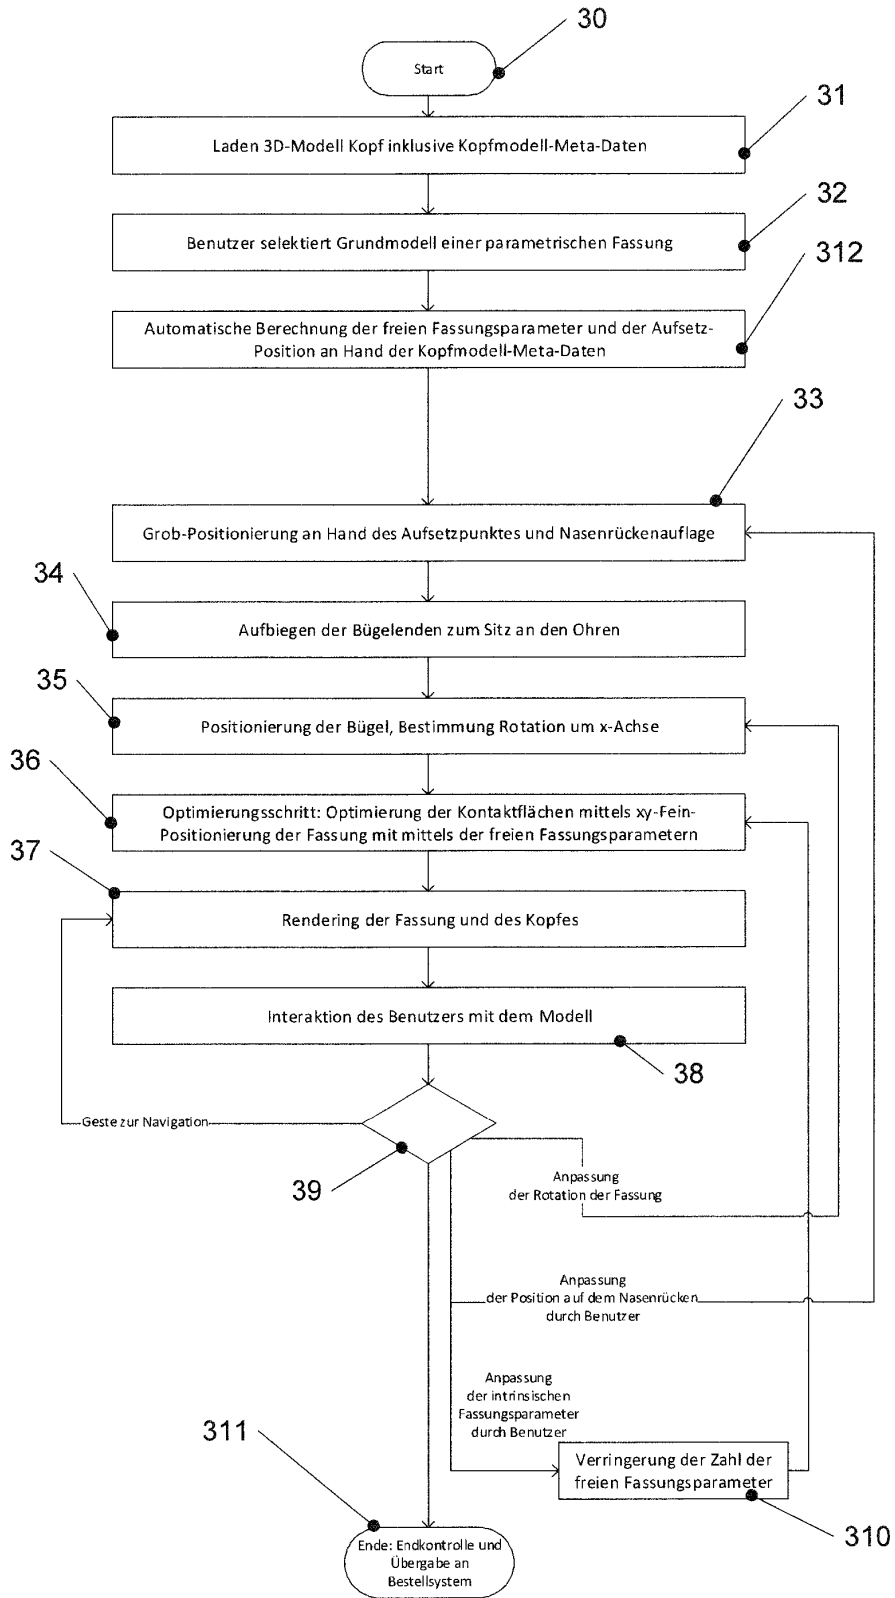 30
Start
31
Laden 3D-Modell Kopf inklusive Kopfmodell-Meta-Daten
32
Benutzer selektiert Grundmodell einer parametrischen Fassung
312
Automatische Berechnung der freien Fassungsparameter und der Aufsetz-
Position an Hand der Kopfmodell-Meta-Daten
33
Grob-Positionierung an Hand des Aufsetzpunktes und Nasenrückenauflage
34
Aufbiegen der Bügelenden zum Sitz an den Ohren
35
Positionierung der Bügel, Bestimmung Rotation um x-Achse
36
Optimierungsschritt: Optimierung der Kontaktflächen mittels xy-Fein-
Positionierung der Fassung mit mittels der freien Fassungsparametern
37
Rendering der Fassung und des Kopfes
Interaktion des Benutzers mit dem Modell
38
Geste zur Navigation
39
Anpassung
der Rotation der Fassung
Anpassung
der Position auf dem Nasenrücken
durch Benutzer
Anpassung
der intrinsischen
Fassungsparameter
durch Benutzer
311
Verringerung der Zahl der
freien Fassungsparameter
310
Ende: Endkontrolle und
Übergabe an
Bestellsystem